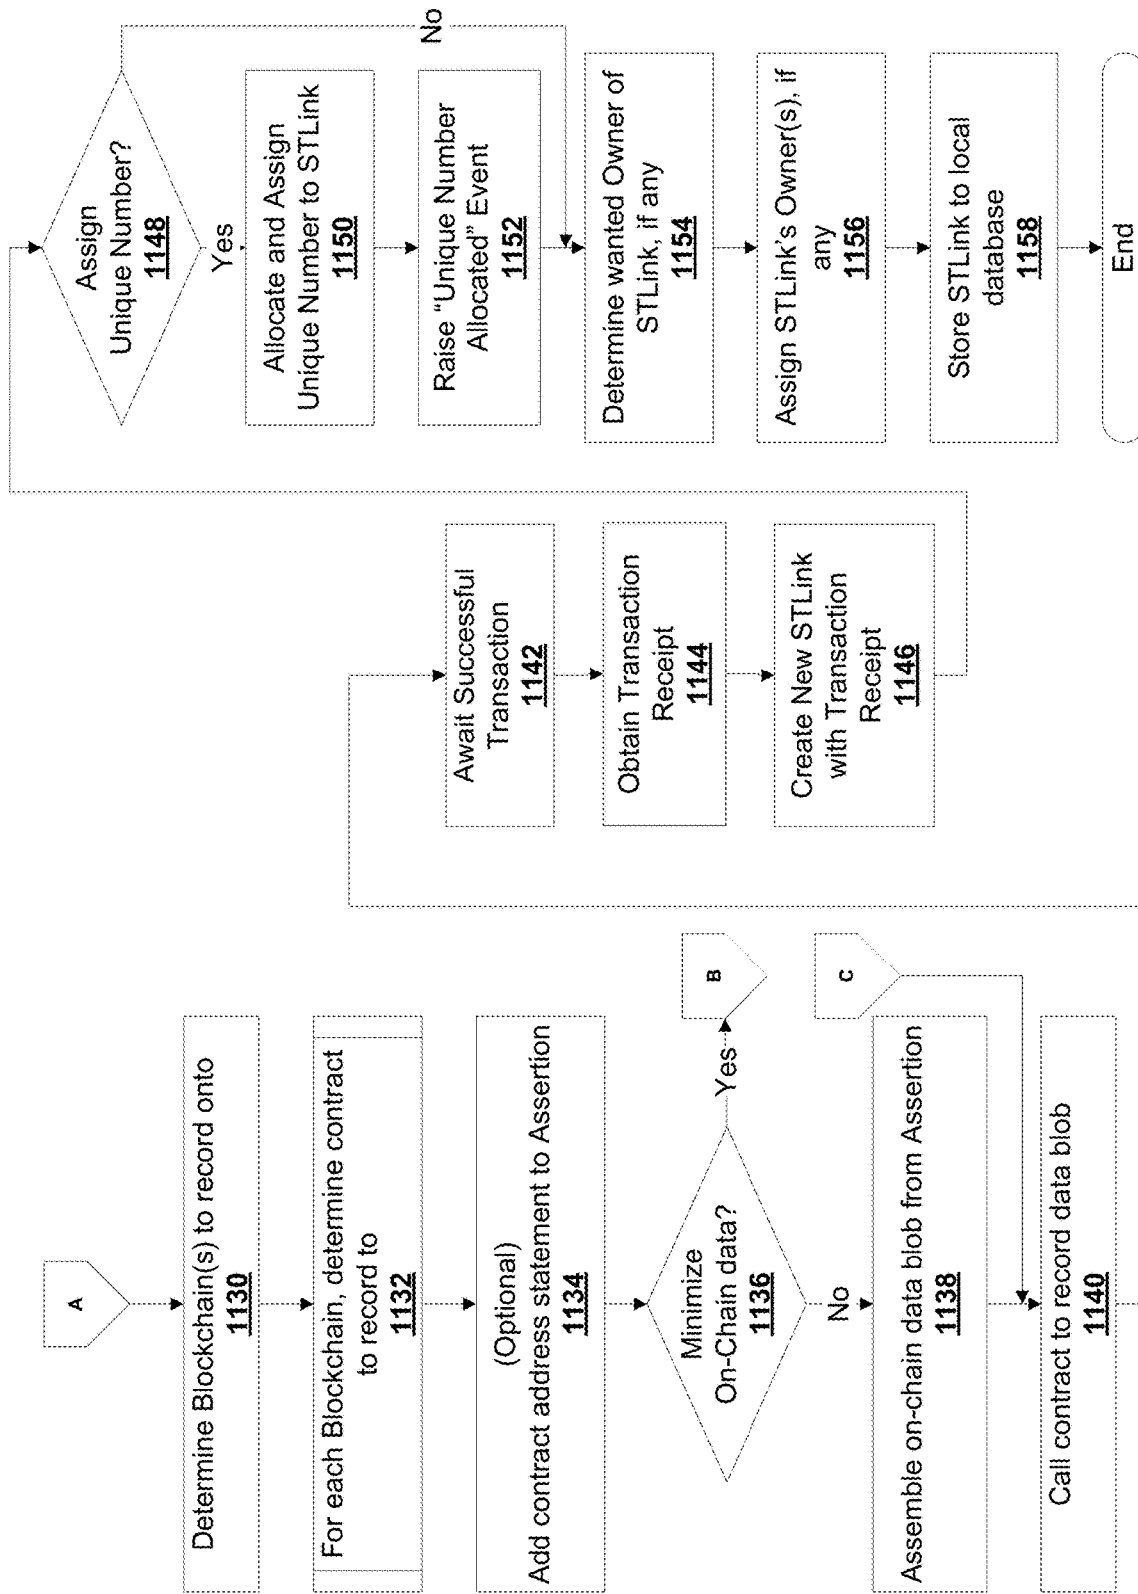 A
Determine Blockchain(s) to record onto
1130
For each Blockchain, determine contract
to record to
1132
(Optional)
Add contract address statement to Assertion
1134
Minimize
On-Chain data?
1136
Yes
B
No
C
Assemble on-chain data blob from Assertion
1138
Call contract to record data blob
1140
Await Successful
Transaction
1142
Obtain Transaction
Receipt
1144
Create New STLink
with Transaction
Receipt
1146
Assign
Unique Number?
1148
No
Yes
Allocate and Assign
Unique Number to STLink
1150
Raise “Unique Number
Allocated” Event
1152
Determine wanted Owner of
STLink, if any
1154
Assign STLink's Owner(s), if
any
1156
Store STLink to local
database
1158
End